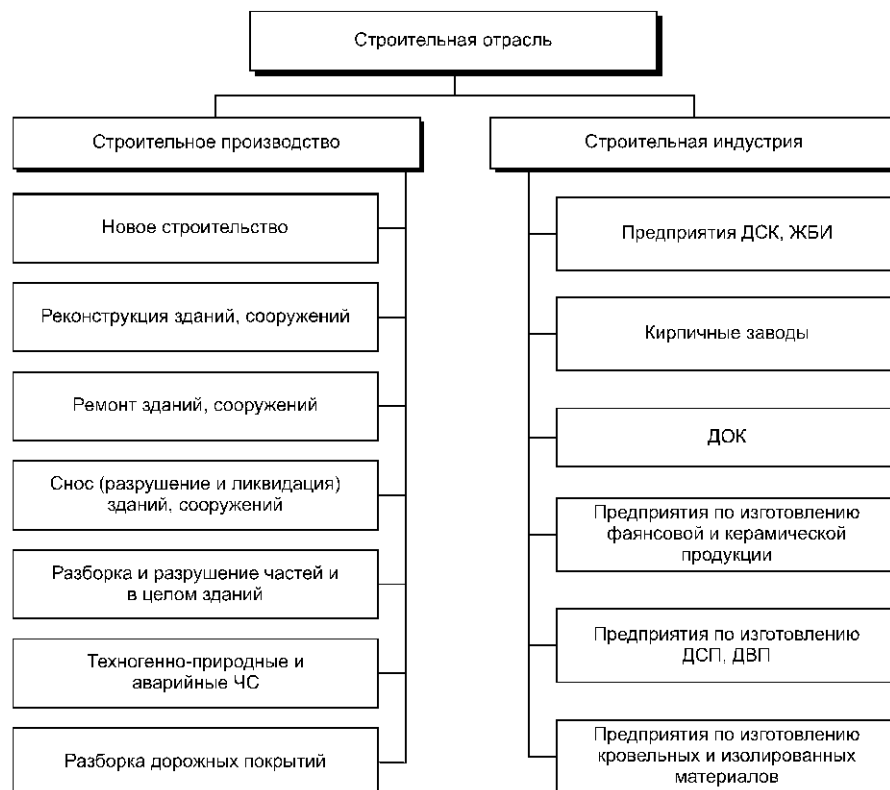 Строительная отрасль
Строительное производство
Новое строительство
Реконструкция зданий, сооружений
Ремонт зданий, сооружений
Снос (разрушение и ликвидация)
зданий, сооружений
Разборка и разрушение частей и
в целом зданий
Техногенно-природные и
аварийные ЧС
Разборка дорожных покрытий
Строительная индустрия
Предприятия ДСК, ЖБИ
Кирпичные заводы
ДОК
Предприятия по изготовлению
фаянсовой и керамической
продукции
Предприятия по изготовлению
ДСП, ДВП
Предприятия по изготовлению
кровельных и изолированных
материалов